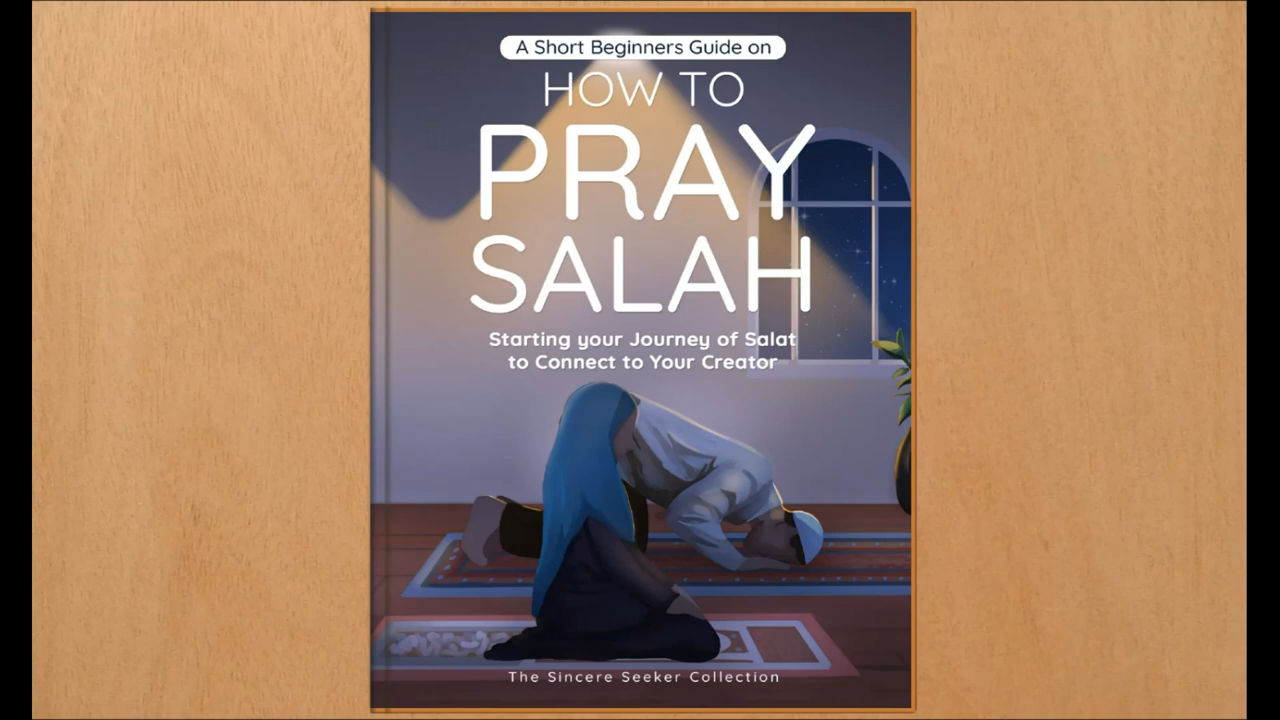 A Short Beginners Guide on
HOW TO
PRAY
SALAH
Starting your Journey of Salat
to Connect to Your Creator
The Sincere Seeker Collection